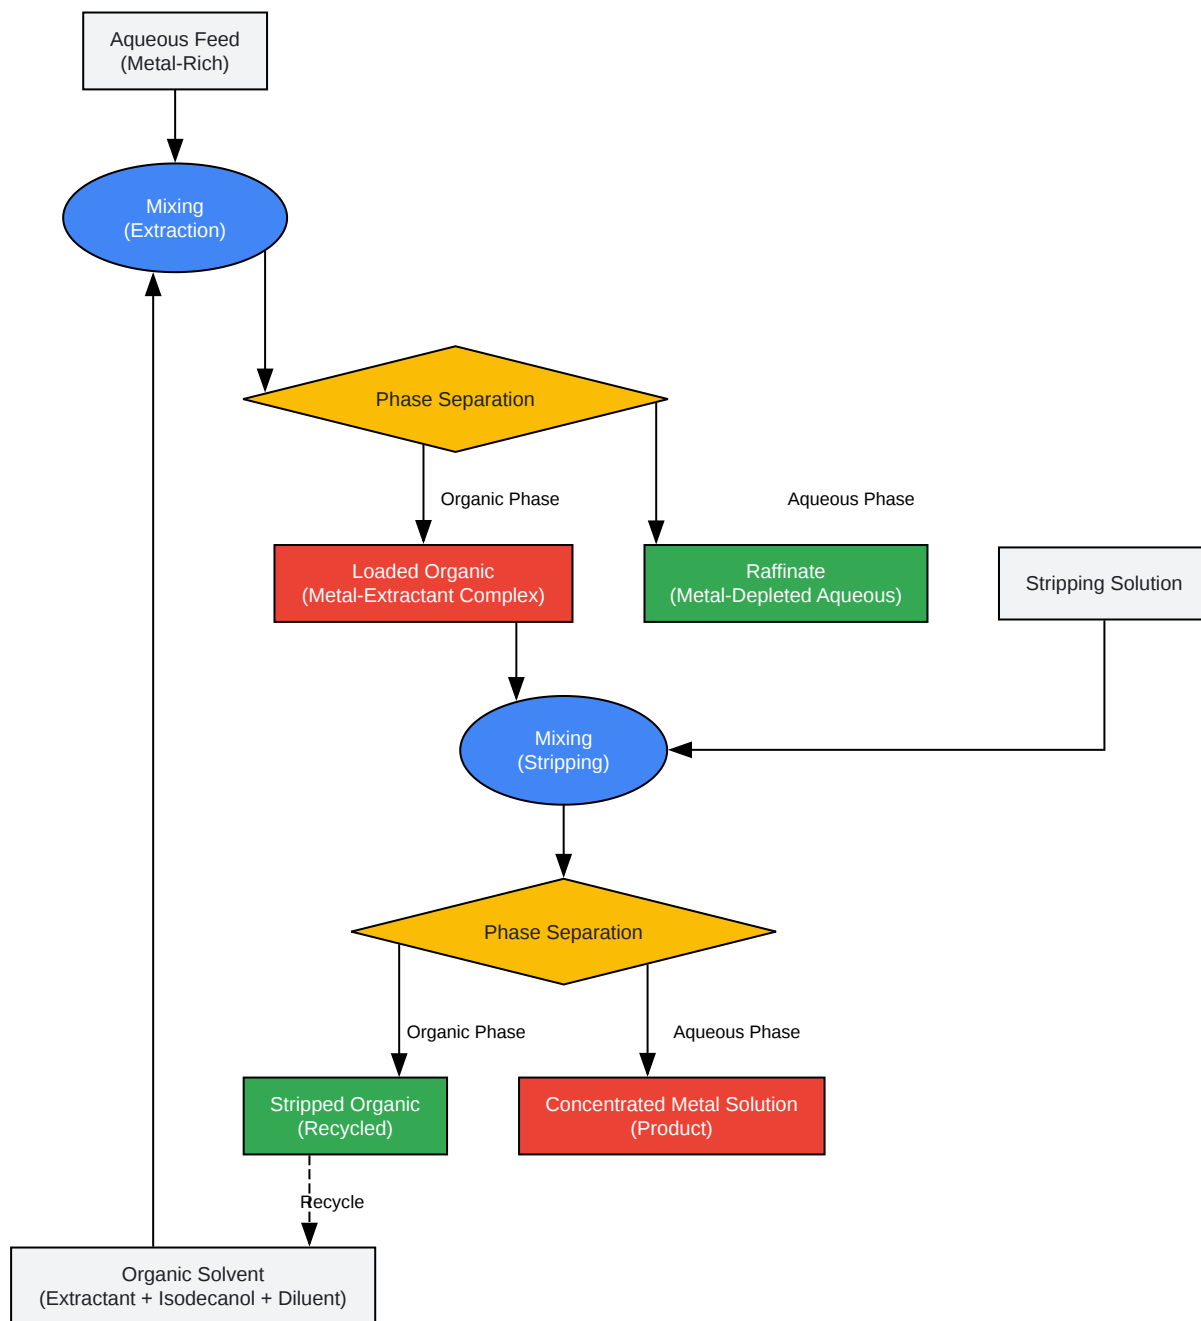 Aqueous Feed
(Metal-Rich)
Mixing
(Extraction)
Phase Separation
Organic Phase
Aqueous Phase
Loaded Organic
(Metal-Extractant Complex)
Raffinate
(Metal-Depleted Aqueous)
Stripping Solution
Mixing
(Stripping)
Phase Separation
Organic Phase
Aqueous Phase
Stripped Organic
(Recycled)
Concentrated Metal Solution
(Product)
Recycle
Organic Solvent
(Extractant + Isodecanol + Diluent)